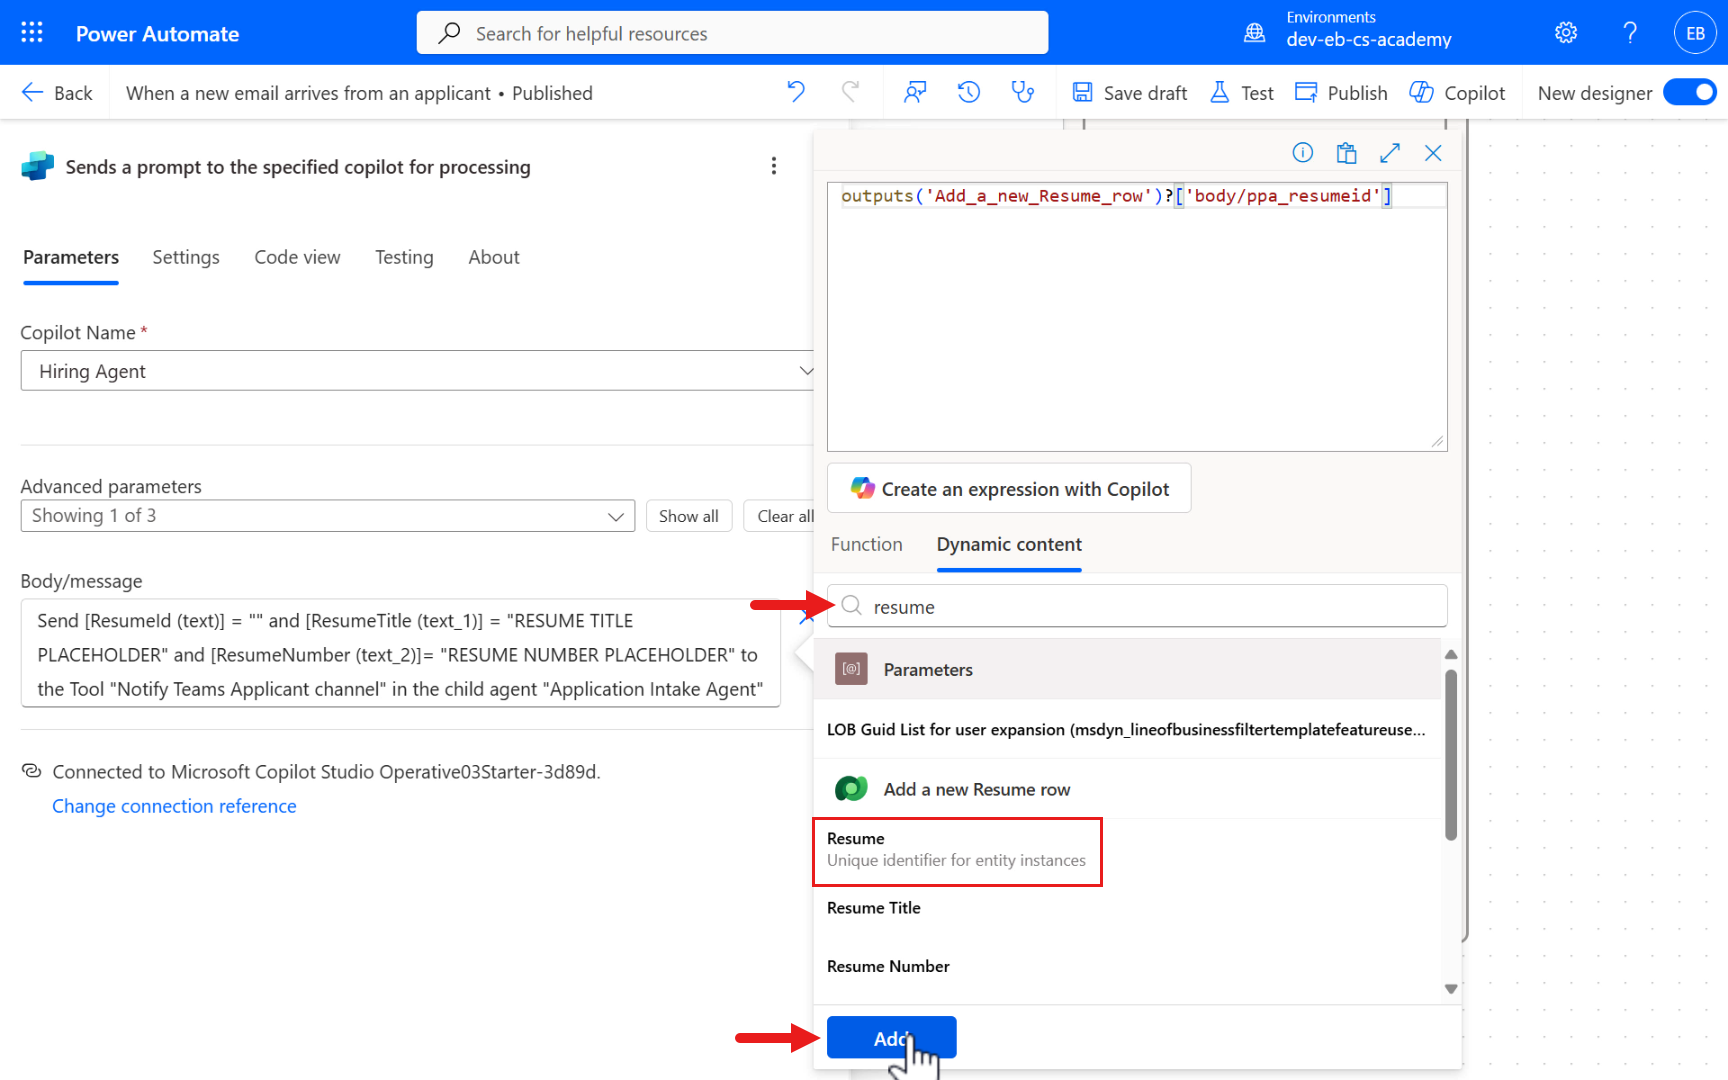 Power Automate
Search for helpful resources
Environments
dev-eb-cs-academy
EB
Back
When a new email arrives from an applicant • Published
Save draft
Test
Publish
Copilot
New designer
Sends a prompt to the specified copilot for processing
Parameters
Settings
Code view
Testing
About
Copilot Name *
Hiring Agent
Advanced parameters
Showing 1 of 3
Show all
Clear all
Body/message
Send [ResumeId (text)] = "" and [ResumeTitle (text_1)] = "RESUME TITLE
PLACEHOLDER" and [ResumeNumber (text_2)]= "RESUME NUMBER PLACEHOLDER" to
the Tool "Notify Teams Applicant channel" in the child agent "Application Intake Agent"
Connected to Microsoft Copilot Studio Operative03Starter-3d89d.
Change connection reference
outputs('Add_a_new_Resume_row')?['body/ppa_resumeid']
Create an expression with Copilot
Function
Dynamic content
resume
Parameters
LOB Guid List for user expansion (msdyn_lineofbusinessfiltertemplatefeatureuse...
Add a new Resume row
Resume
Unique identifier for entity instances
Resume Title
Resume Number
Add